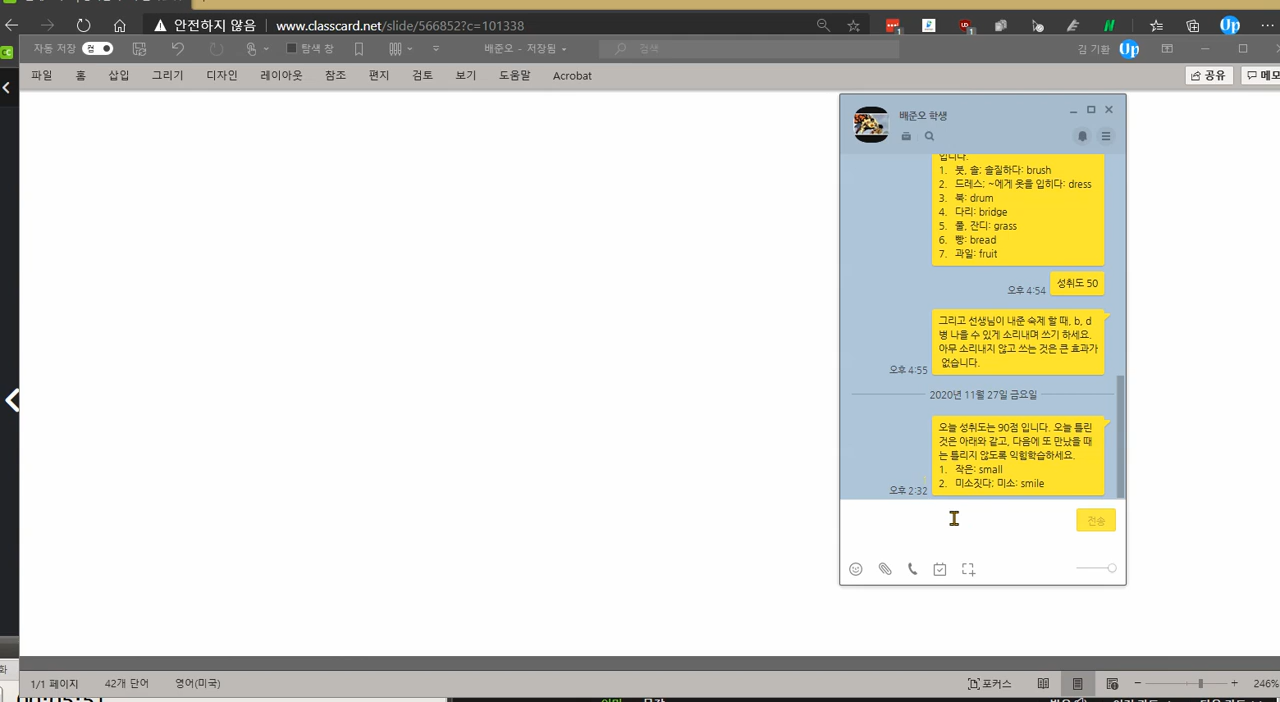 안전하지 않음 www.classcard.net/slide/566852?c=101338
자동 저장 배준오 - 저장됨 검색 김 기환 Up
탐색 창
파일 홈 삽입 그리기 디자인 레이아웃 참조 편지 검토 보기 도움말 Acrobat 공유 메모
배준오 학생
입니다.
1. 붓, 솔; 솔질하다: brush
2. 드레스; ~에게 옷을 입히다: dress
3. 북: drum
4. 다리: bridge
5. 풀, 잔디: grass
6. 빵: bread
7. 과일: fruit
오후 4:54 성취도 50
그리고 선생님이 내준 숙제 할 때, b, d
병 나을 수 있게 소리내며 쓰기 하세요.
아무 소리내지 않고 쓰는 것은 큰 효과가
없습니다.
오후 4:55
2020년 11월 27일 금요일
오늘 성취도는 90점 입니다. 오늘 틀린
것은 아래와 같고, 다음에 또 만났을 때
는 틀리지 않도록 익힘학습하세요.
1. 작은: small
2. 미소짓다; 미소: smile
오후 2:32
전송
1/1 페이지 42개 단어 영어(미국) 포커스 246%